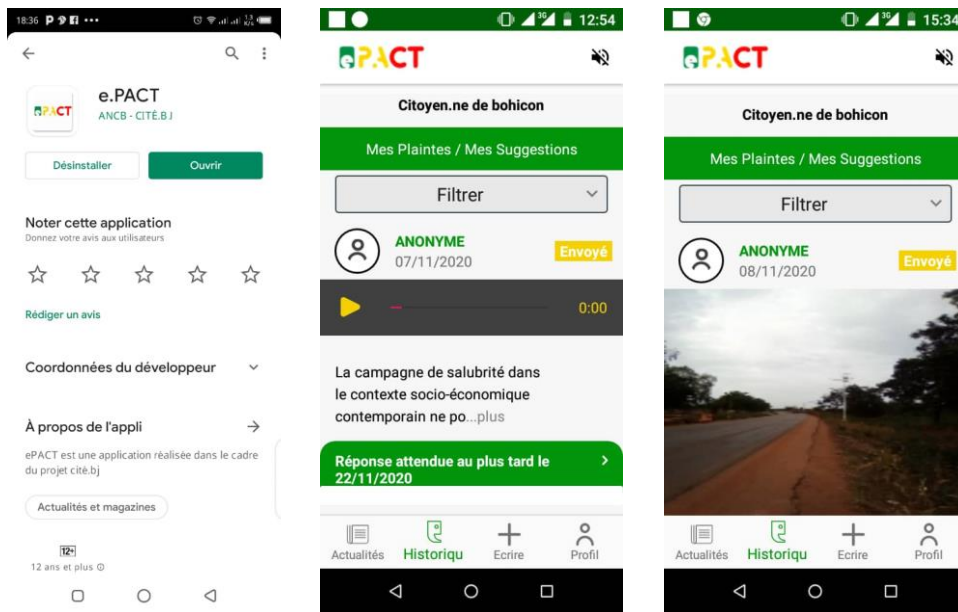 18:36
e.PACT
ePACT
ANCB - CITÉ.BJ
Désinstaller
Ouvrir
Noter cette application
Donnez votre avis aux utilisateurs
Rédiger un avis
Coordonnées du développeur
À propos de l'appli
ePACT est une application réalisée dans le cadre
du projet cité.bj
Actualités et magazines
12+
12 ans et plus
3G
12:54
ePACT
Citoyen.ne de bohicon
Mes Plaintes / Mes Suggestions
Filtrer
ANONYME
07/11/2020
Envoyé
0:00
La campagne de salubrité dans
le contexte socio-économique
contemporain ne po...plus
Réponse attendue au plus tard le
22/11/2020
Actualités
Historiqu
Ecrire
Profil
3G
15:34
ePACT
Citoyen.ne de bohicon
Mes Plaintes / Mes Suggestions
Filtrer
ANONYME
08/11/2020
Envoyé
Actualités
Historiqu
Ecrire
Profil